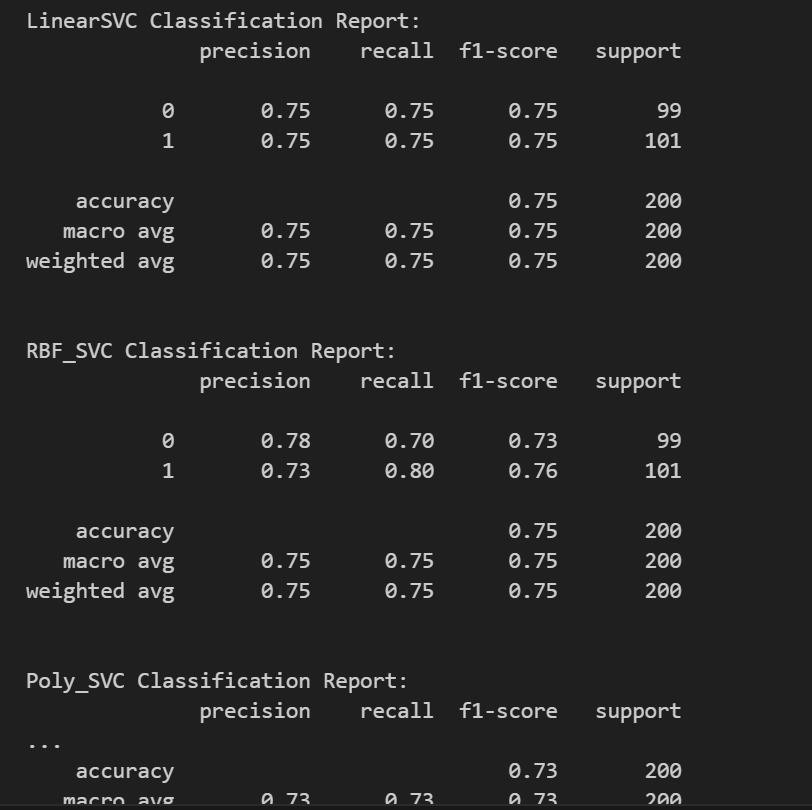 LinearSVC Classification Report:
              precision    recall  f1-score   support

           0       0.75      0.75      0.75        99
           1       0.75      0.75      0.75       101

    accuracy                           0.75       200
   macro avg       0.75      0.75      0.75       200
weighted avg       0.75      0.75      0.75       200

RBF_SVC Classification Report:
              precision    recall  f1-score   support

           0       0.78      0.70      0.73        99
           1       0.73      0.80      0.76       101

    accuracy                           0.75       200
   macro avg       0.75      0.75      0.75       200
weighted avg       0.75      0.75      0.75       200

Poly_SVC Classification Report:
              precision    recall  f1-score   support
...
    accuracy                           0.73       200
   macro avg       0.73      0.73      0.73       200